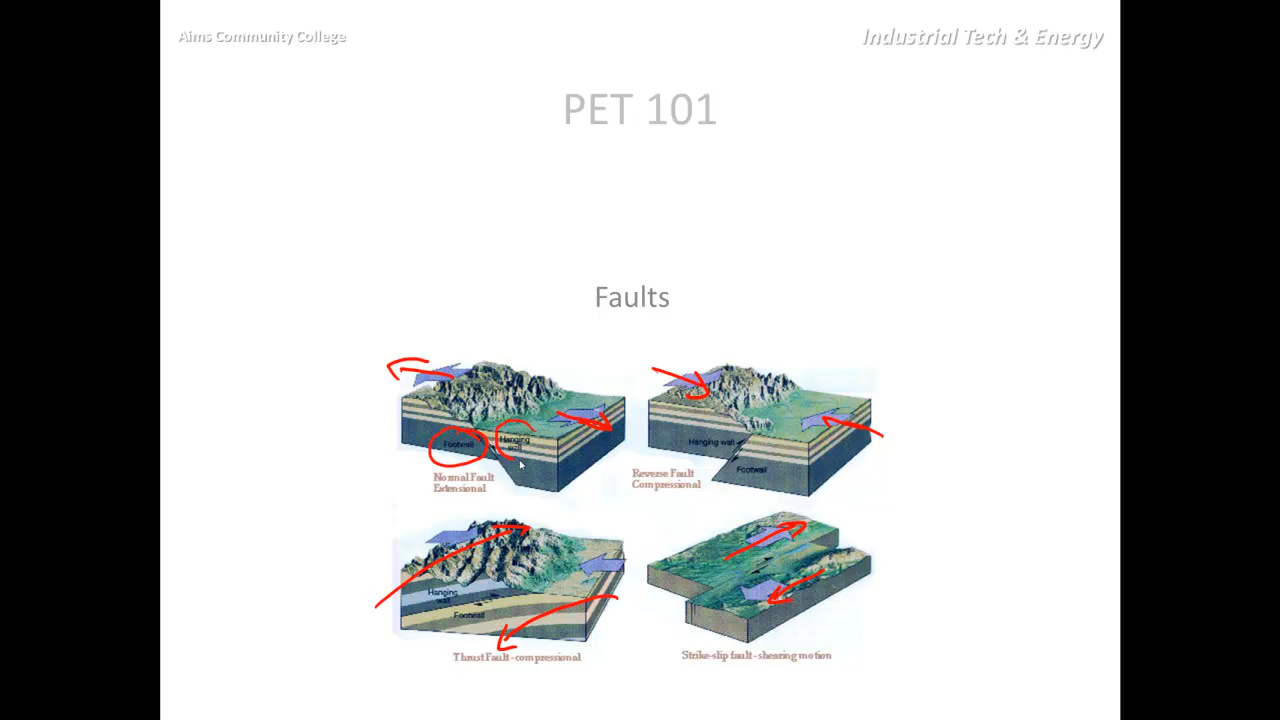 Aims Community College
Industrial Tech & Energy
PET 101
Faults
Footwall
Hanging
wall
Normal Fault
Extensional
Hanging wall
Footwall
Reverse Fault
Compressional
Hanging
wall
Footwall
Thrust Fault - compressional
Strike-slip fault - shearing motion